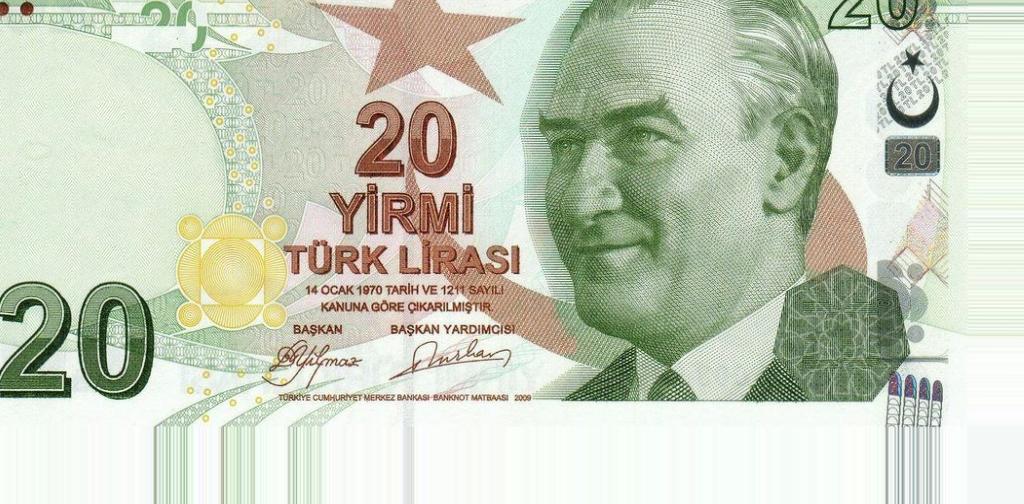 20
20
20
YİRMİ
TÜRK LİRASI
14 OCAK 1970 TARİH VE 1211 SAYILI
KANUNA GÖRE ÇIKARILMIŞTIR.
BAŞKAN BAŞKAN YARDIMCISI
20
20
TÜRKİYE CUMHURİYET MERKEZ BANKASI BANKNOT MATBAASI 2009